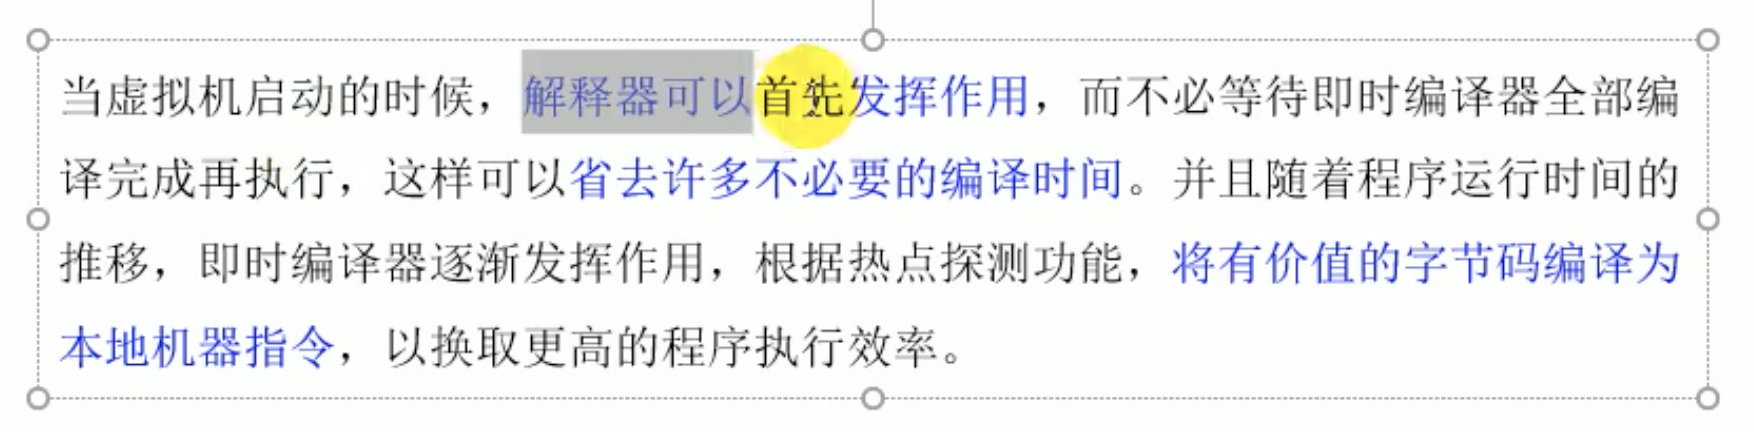 当虚拟机启动的时候，解释器可以首先发挥作用，而不必等待即时编译器全部编
译完成再执行，这样可以省去许多不必要的编译时间。并且随着程序运行时间的
推移，即时编译器逐渐发挥作用，根据热点探测功能，将有价值的字节码编译为
本地机器指令，以换取更高的程序执行效率。